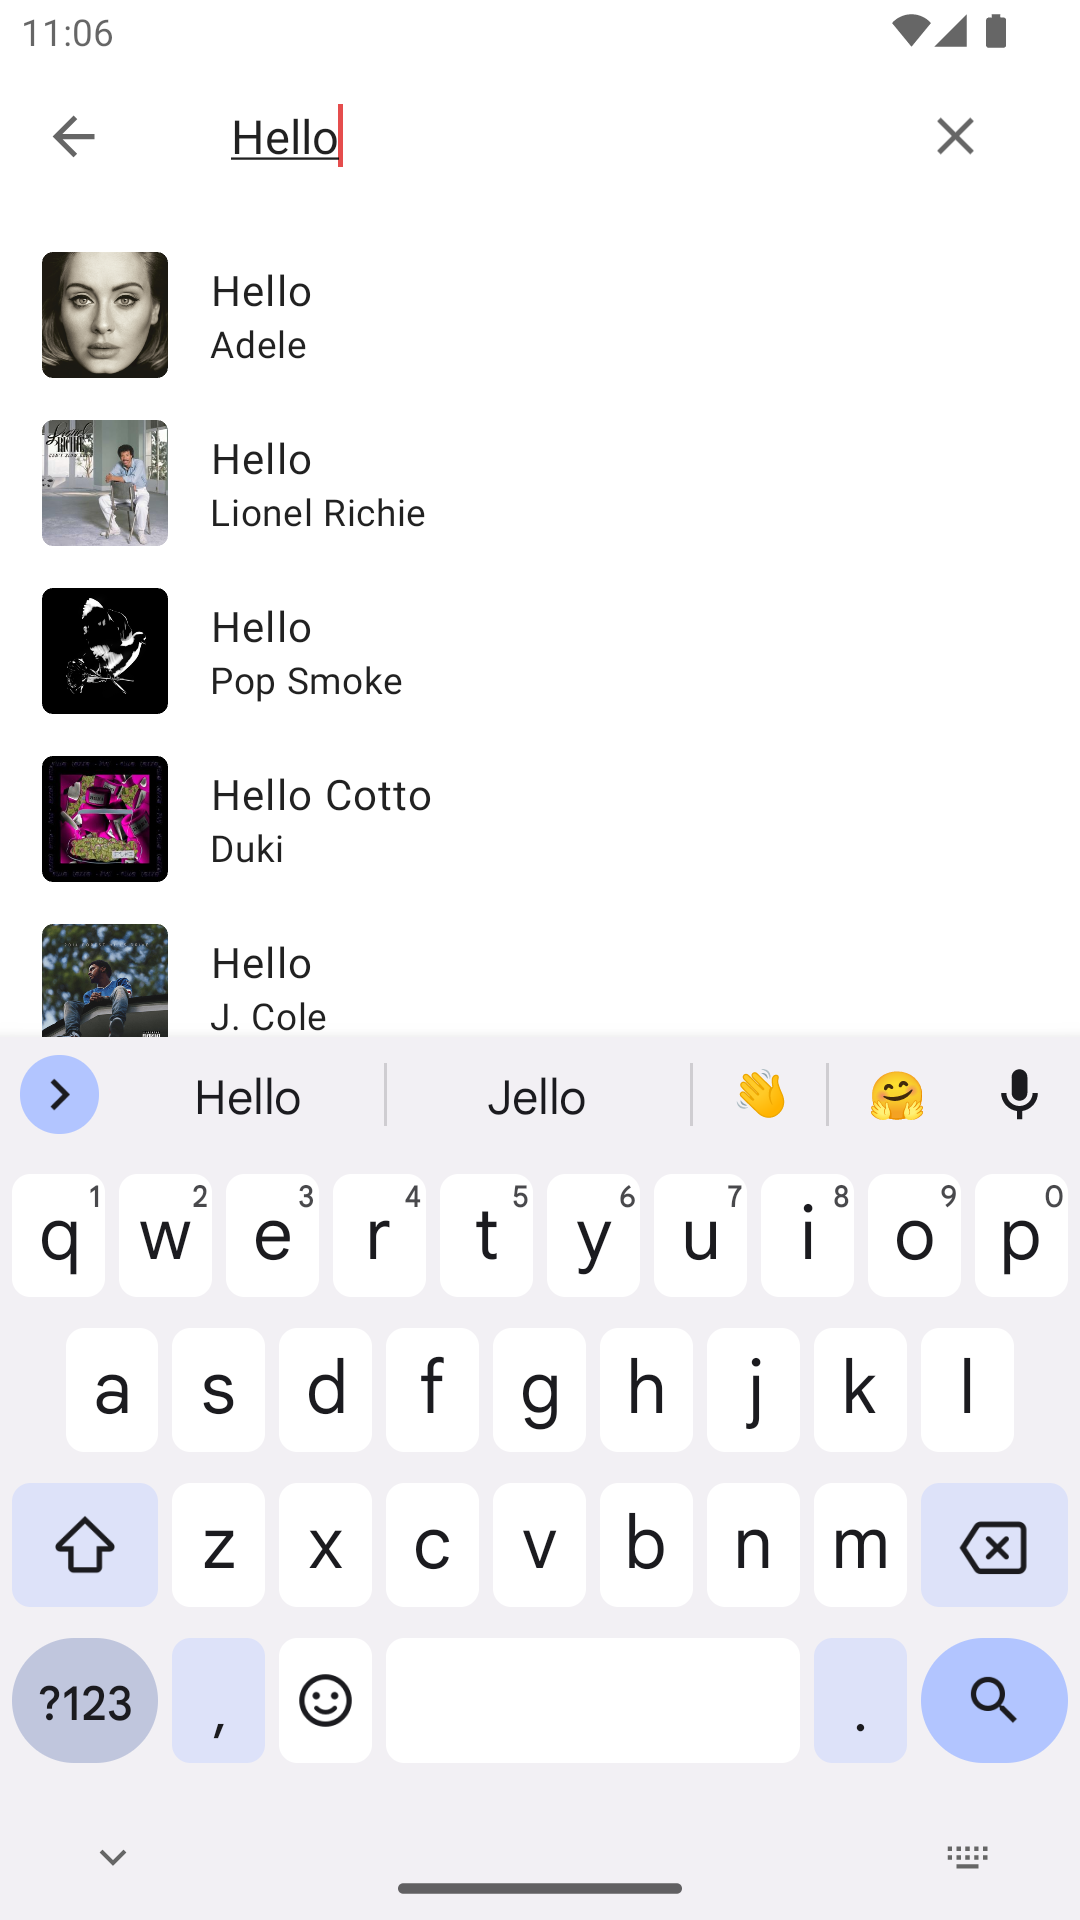 11:06
Hello
Hello
Adele
Hello
Lionel Richie
Hello
Pop Smoke
Hello Cotto
Duki
Hello
J. Cole
Hello Jello
1 2 3 4 5 6 7 8 9 0
q w e r t y u i o p
a s d f g h j k l
z x c v b n m
?123 , .